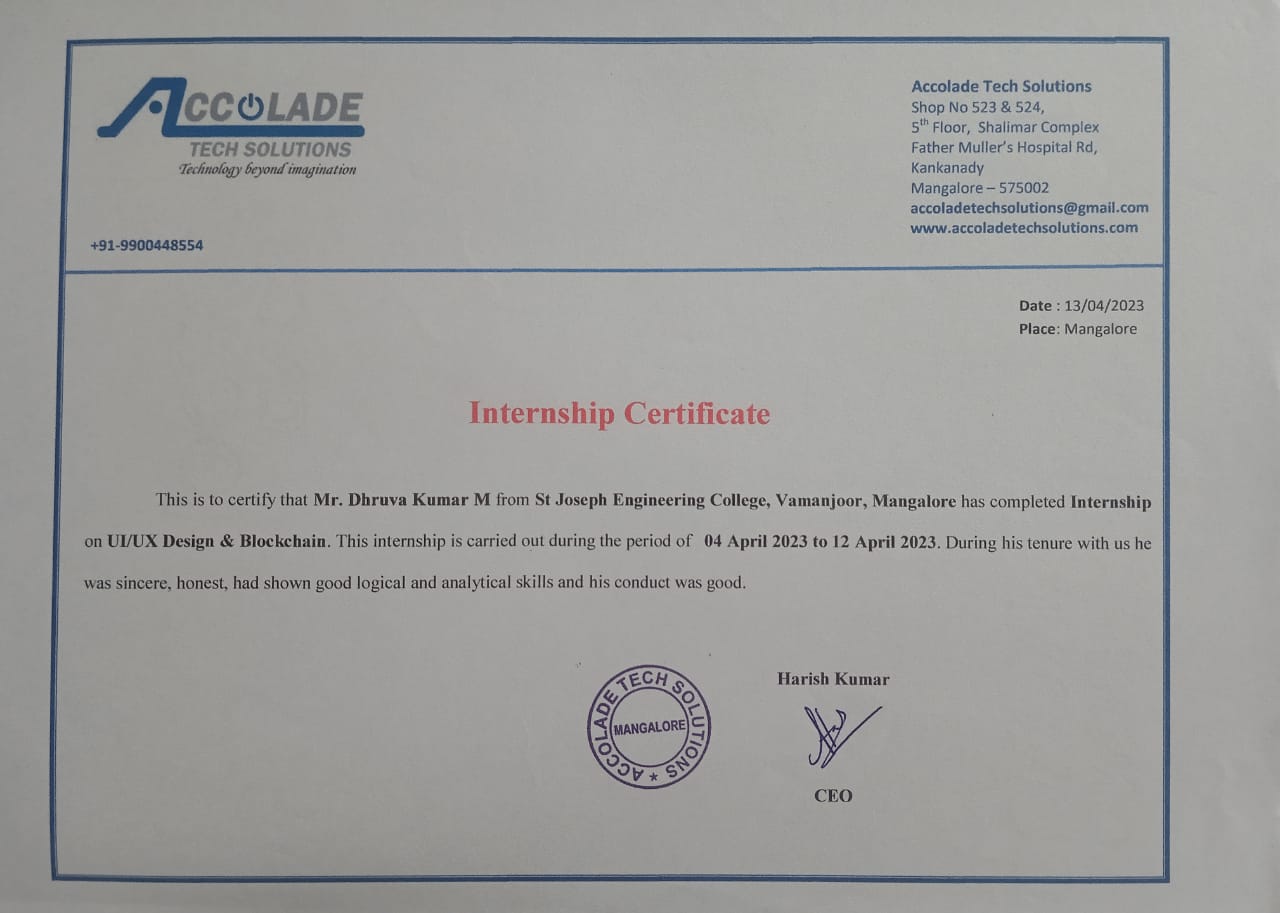 ACCOLADE
TECH SOLUTIONS
Technology beyond imagination
+91-9900448554
Accolade Tech Solutions
Shop No 523 & 524,
5th Floor, Shalimar Complex
Father Muller's Hospital Rd,
Kankanady
Mangalore – 575002
accoladetechsolutions@gmail.com
www.accoladetechsolutions.com
Date : 13/04/2023
Place: Mangalore
Internship Certificate
This is to certify that Mr. Dhruva Kumar M from St Joseph Engineering College, Vamanjoor, Mangalore has completed Internship
on UI/UX Design & Blockchain. This internship is carried out during the period of 04 April 2023 to 12 April 2023. During his tenure with us he
was sincere, honest, had shown good logical and analytical skills and his conduct was good.
ACCOLADE TECH SOLUTIONS ★
MANGALORE
Harish Kumar
CEO